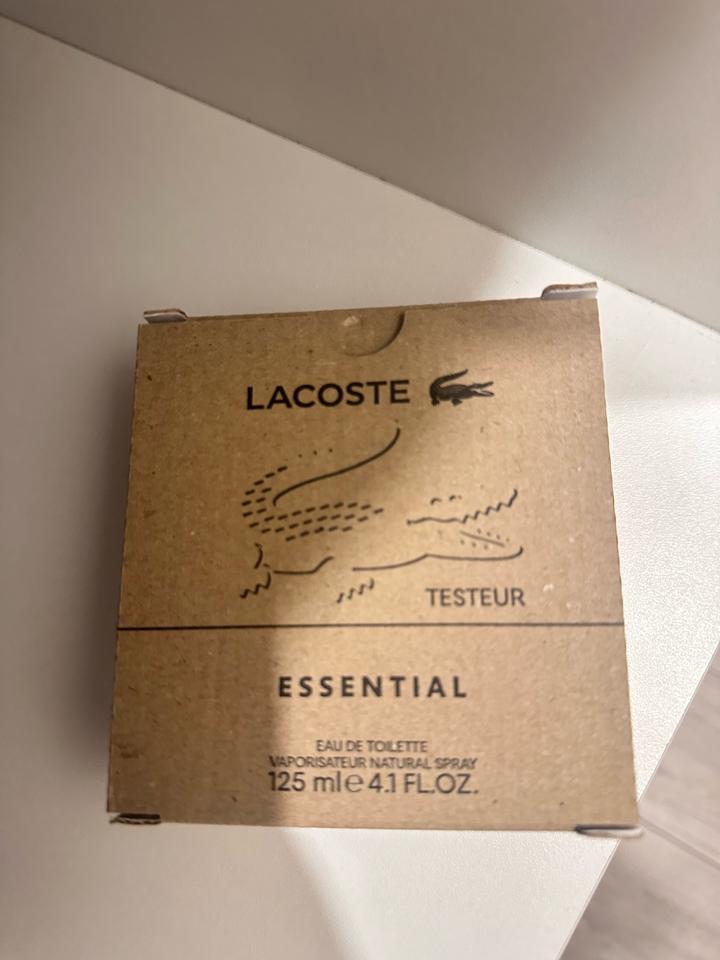 LACOSTE
TESTEUR
ESSENTIAL
EAU DE TOILETTE
VAPORISATEUR NATURAL SPRAY
125 ml ℮ 4.1 FL.OZ.